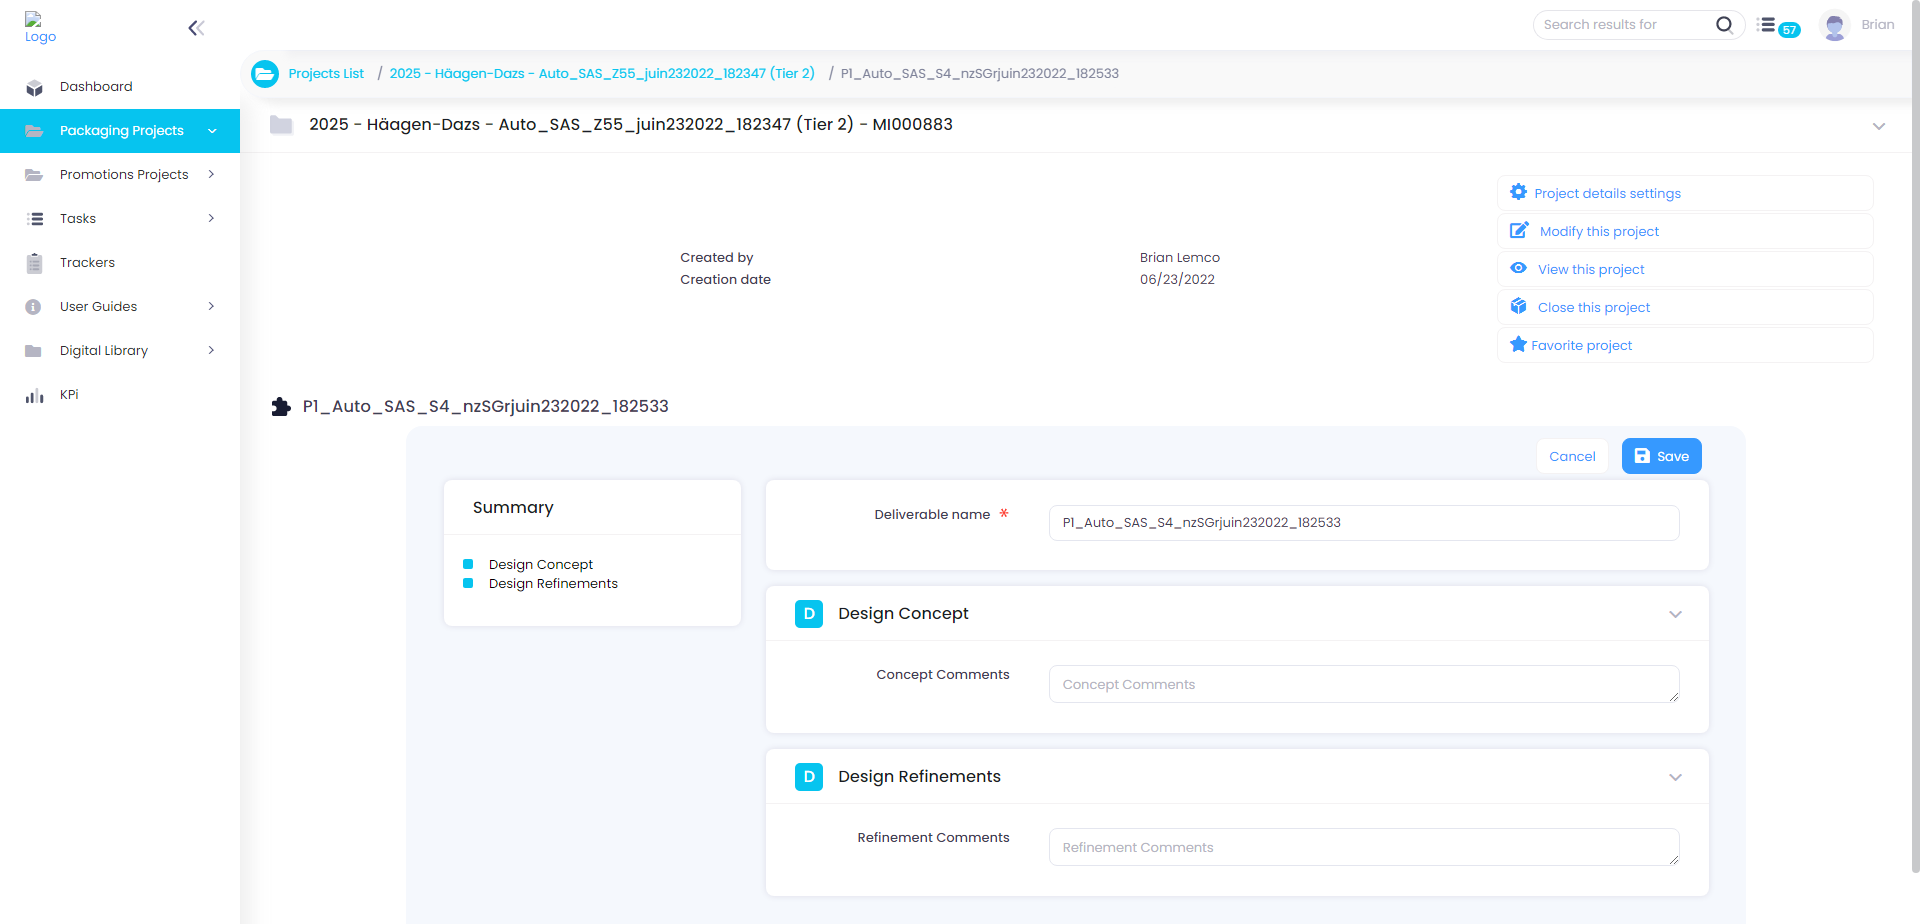 Logo
Search results for
57
Brian
Dashboard
Packaging Projects
Promotions Projects
Tasks
Trackers
User Guides
Digital Library
KPi
Projects List / 2025 - Häagen-Dazs - Auto_SAS_Z55_juin232022_182347 (Tier 2) / P1_Auto_SAS_S4_nzSGrjuin232022_182533
2025 - Häagen-Dazs - Auto_SAS_Z55_juin232022_182347 (Tier 2) - MI000883
Created by Brian Lemco
Creation date 06/23/2022
Project details settings
Modify this project
View this project
Close this project
Favorite project
P1_Auto_SAS_S4_nzSGrjuin232022_182533
Cancel
Save
Summary
Design Concept
Design Refinements
Deliverable name *
P1_Auto_SAS_S4_nzSGrjuin232022_182533
D Design Concept
Concept Comments
Concept Comments
D Design Refinements
Refinement Comments
Refinement Comments